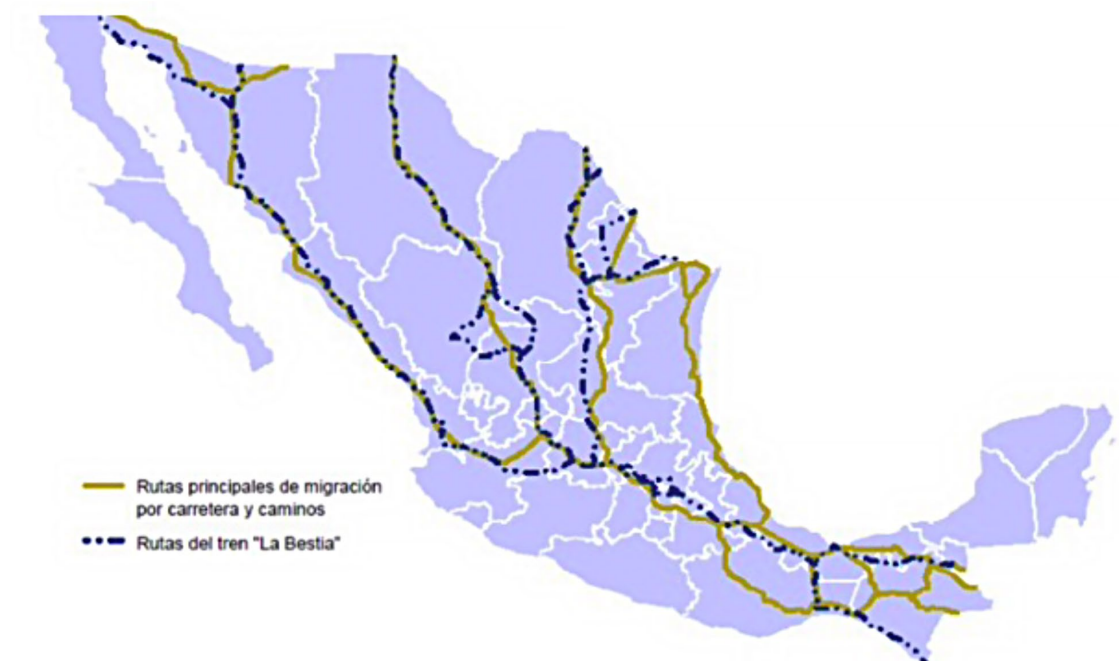 Rutas principales de migración
por carretera y caminos
Rutas del tren "La Bestia"